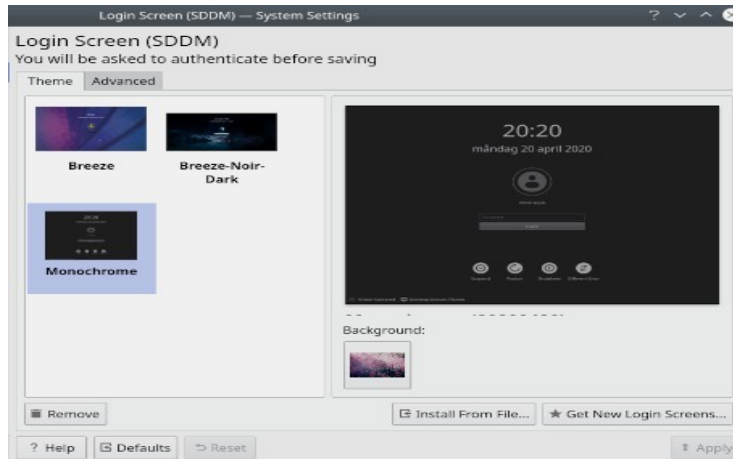 Login Screen (SDDM) — System Settings
Login Screen (SDDM)
You will be asked to authenticate before saving
Theme Advanced
Breeze
Breeze-Noir-
Dark
Monochrome
20:20
måndag 20 april 2020
Background:
Remove
Install From File...
Get New Login Screens...
? Help
Defaults
Reset
Apply